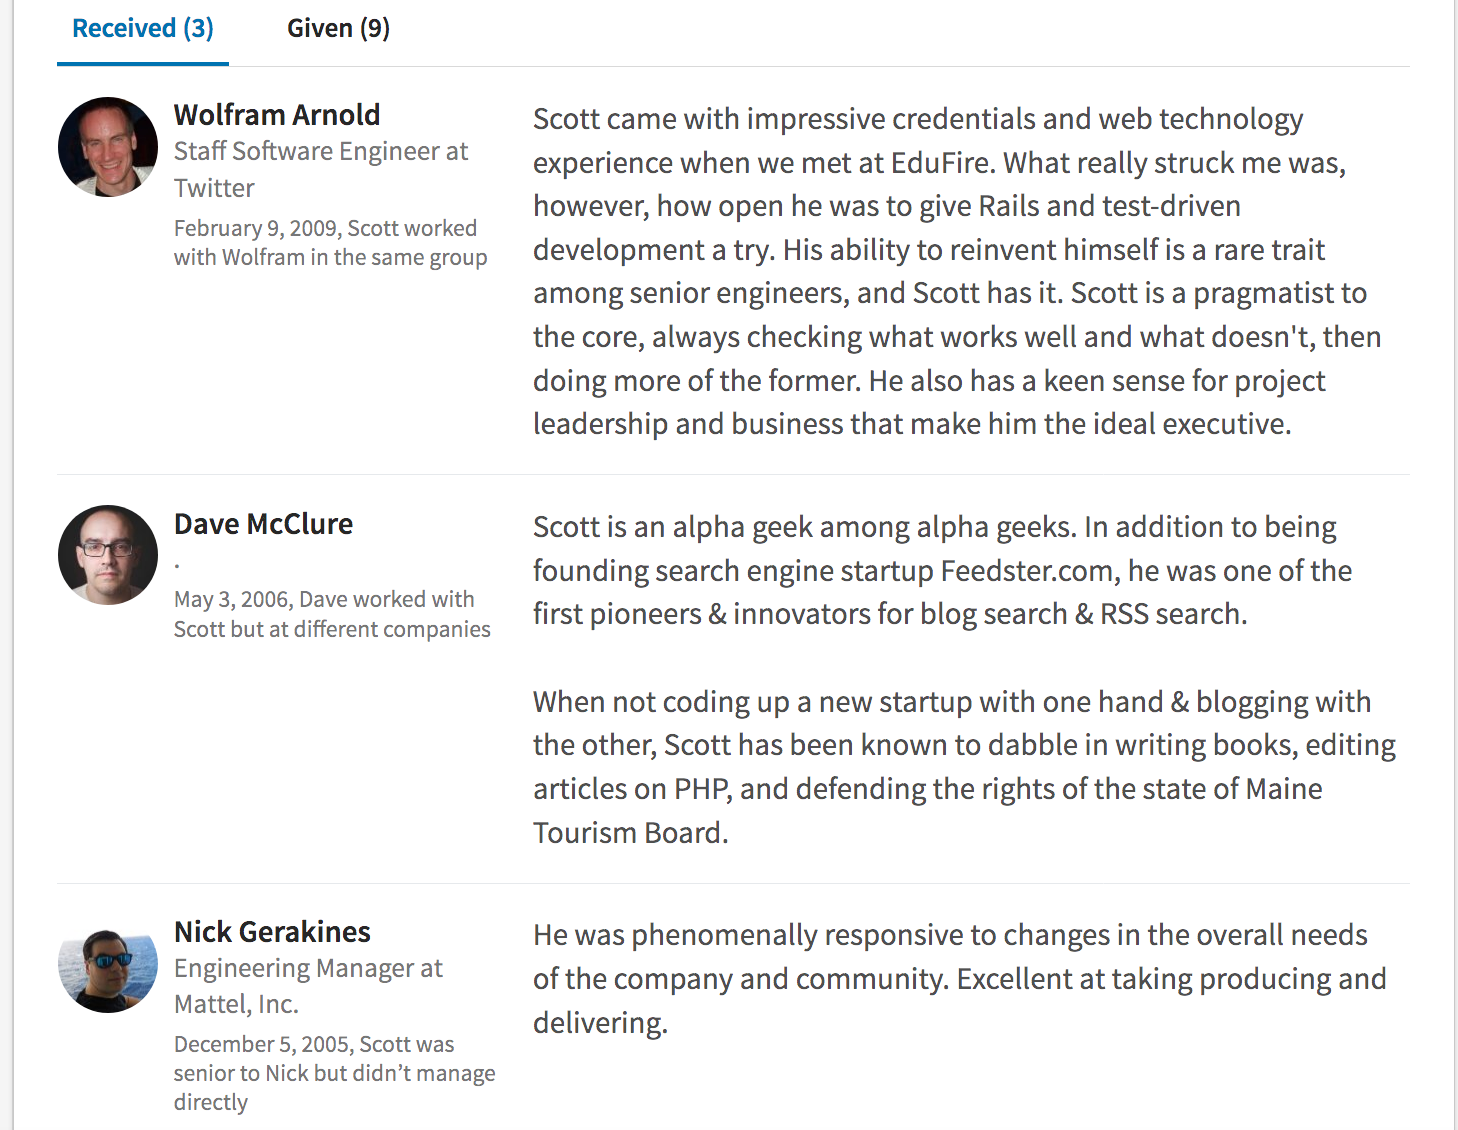 Received (3)
Given (9)
Wolfram Arnold
Staff Software Engineer at
Twitter
February 9, 2009, Scott worked
with Wolfram in the same group
Scott came with impressive credentials and web technology
experience when we met at EduFire. What really struck me was,
however, how open he was to give Rails and test-driven
development a try. His ability to reinvent himself is a rare trait
among senior engineers, and Scott has it. Scott is a pragmatist to
the core, always checking what works well and what doesn't, then
doing more of the former. He also has a keen sense for project
leadership and business that make him the ideal executive.
Dave McClure
.
May 3, 2006, Dave worked with
Scott but at different companies
Scott is an alpha geek among alpha geeks. In addition to being
founding search engine startup Feedster.com, he was one of the
first pioneers & innovators for blog search & RSS search.
When not coding up a new startup with one hand & blogging with
the other, Scott has been known to dabble in writing books, editing
articles on PHP, and defending the rights of the state of Maine
Tourism Board.
Nick Gerakines
Engineering Manager at
Mattel, Inc.
December 5, 2005, Scott was
senior to Nick but didn’t manage
directly
He was phenomenally responsive to changes in the overall needs
of the company and community. Excellent at taking producing and
delivering.